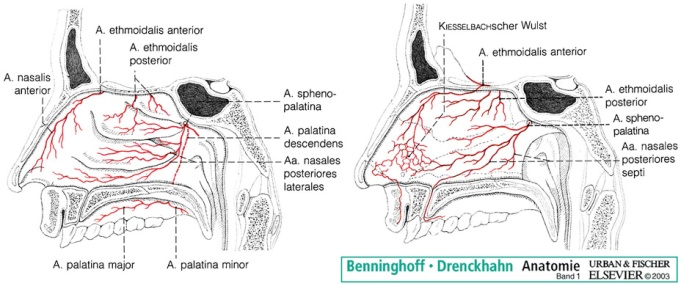 A. ethmoidalis anterior
A. ethmoidalis
posterior
A. nasalis
anterior
A. spheno-
palatina
A. palatina
descendens
Aa. nasales
posteriores
laterales
A. palatina major
A. palatina minor
KIESSELBACHscher Wulst
A. ethmoidalis anterior
A. ethmoidalis
posterior
A. spheno-
palatina
Aa. nasales
posteriores
septi
Benninghoff · Drenckhahn Anatomie
Band 1
URBAN & FISCHER
ELSEVIER © 2003